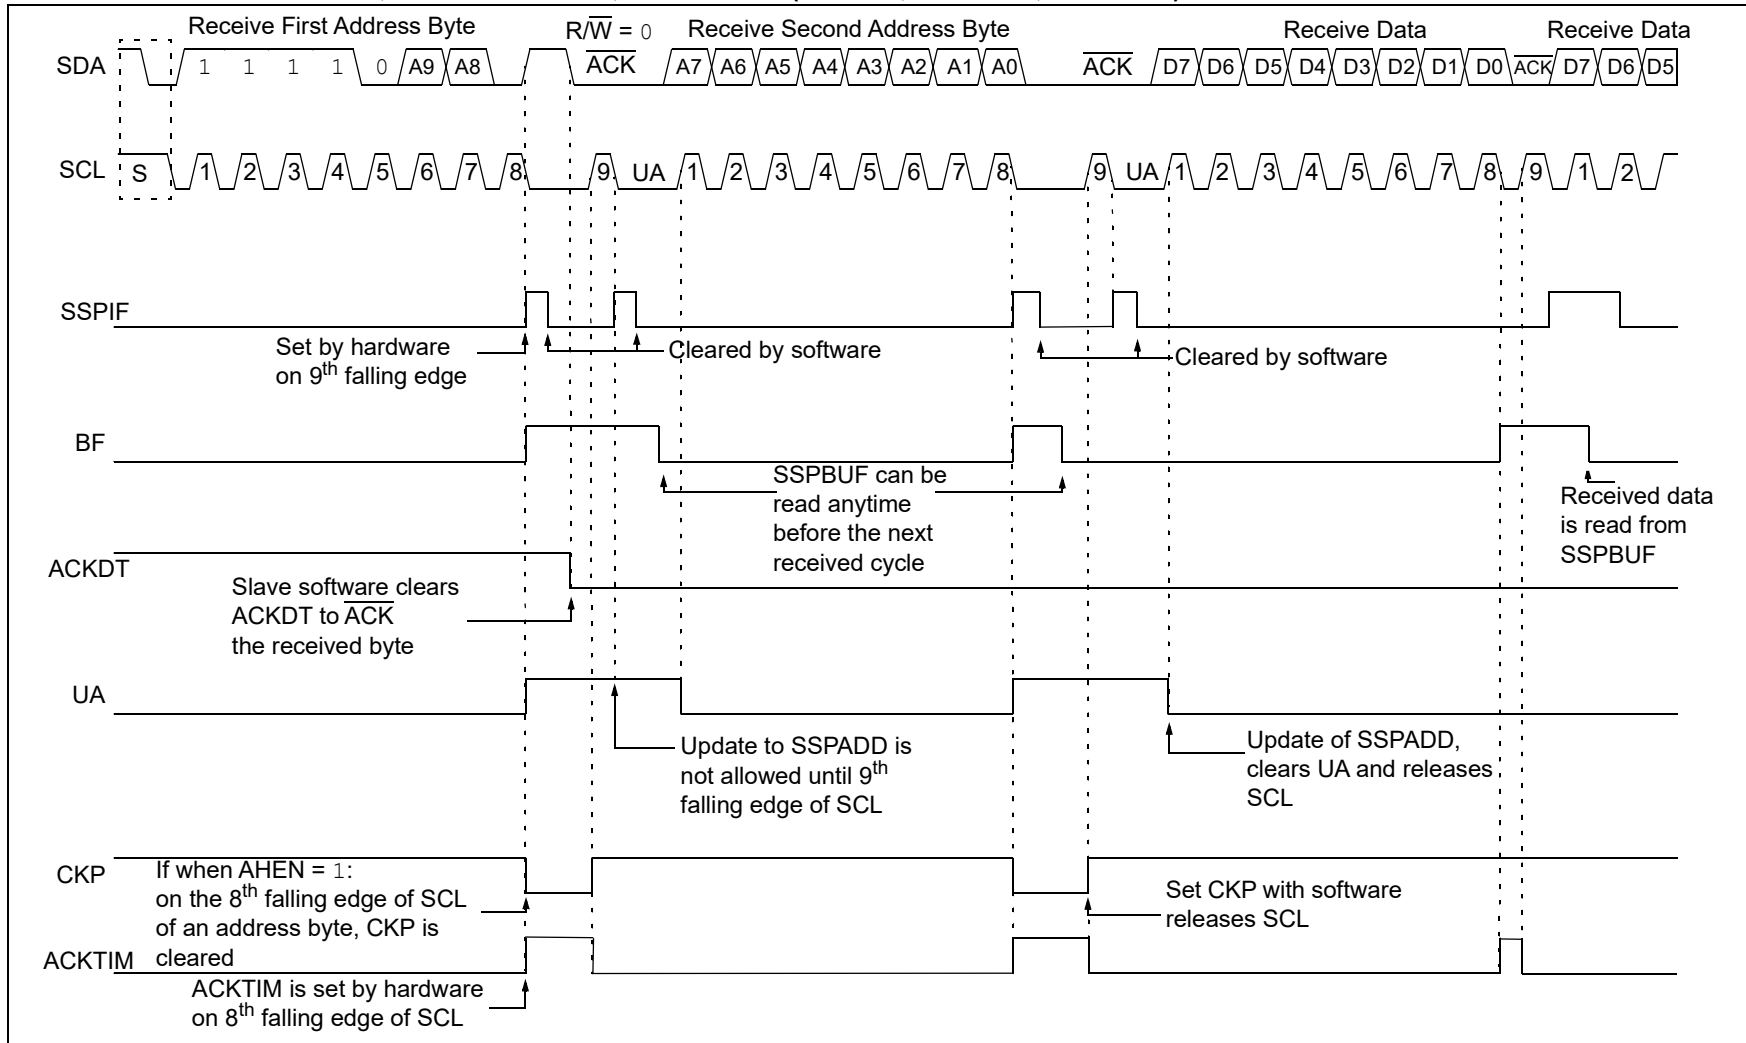 Receive First Address Byte
R/W = 0
Receive Second Address Byte
Receive Data
Receive Data
SDA
1 1 1 1 0 A9 A8
ACK
A7 A6 A5 A4 A3 A2 A1 A0
ACK
D7 D6 D5 D4 D3 D2 D1 D0
ACK
D7 D6 D5
SCL
S 1 2 3 4 5 6 7 8 9 UA 1 2 3 4 5 6 7 8 9 UA 1 2 3 4 5 6 7 8 9 1 2
SSPIF
Set by hardware
on 9th falling edge
Cleared by software
Cleared by software
BF
SSPBUF can be
read anytime
before the next
received cycle
Received data
is read from
SSPBUF
ACKDT
Slave software clears
ACKDT to ACK
the received byte
UA
Update to SSPADD is
not allowed until 9th
falling edge of SCL
Update of SSPADD,
clears UA and releases
SCL
CKP
If when AHEN = 1:
on the 8th falling edge of SCL
of an address byte, CKP is
cleared
Set CKP with software
releases SCL
ACKTIM
ACKTIM is set by hardware
on 8th falling edge of SCL